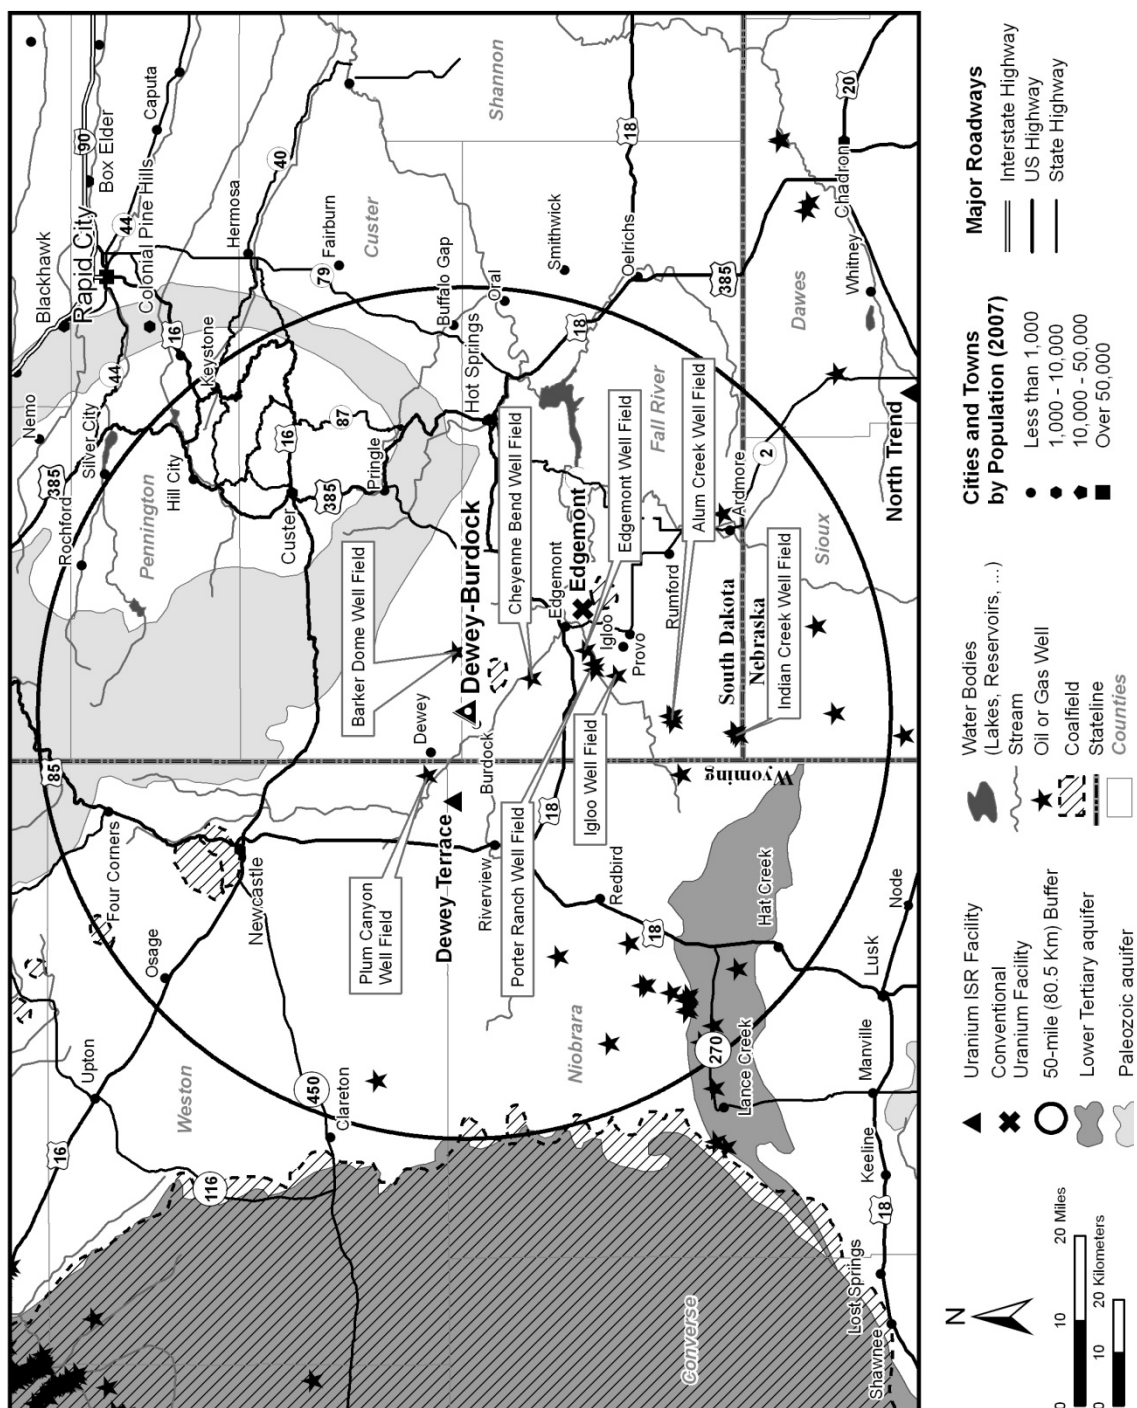 Nemo
Blackhawk
Rapid City
90
Box Elder
44
Caputa
Colonial Pine Hills
385
44
Rochford
Silver City
16
Keystone
Hermosa
40
Shannon
Pennington
Hill City
16
87
79
Fairburn
Custer
85
Four Corners
Custer
385
Pringle
Buffalo Gap
Oral
Smithwick
18
Oelrichs
Hot Springs
18
385
Osage
Newcastle
Barker Dome Well Field
Dewey-Burdock
Cheyenne Bend Well Field
Edgemont Well Field
Fall River
Alum Creek Well Field
Dewey
Edgemont
Edgemont
Igloo
Provo
Rumford
Ardmore
2
Upton
16
Weston
Plum Canyon
Well Field
Dewey Terrace
Burdock
Riverview
18
Porter Ranch Well Field
Igloo Well Field
South Dakota
Nebraska
Wyoming
Indian Creek Well Field
Sioux
Dawes
Whitney
Chadron
20
North Trend
116
450
Clareton
Niobrara
Redbird
18
Hat Creek
Node
270
Lance Creek
Lusk
Manville
Keeline
18
Lost Springs
Shawnee
Converse
N
0 10 20 Miles
0 10 20 Kilometers
Uranium ISR Facility
Conventional
Uranium Facility
50-mile (80.5 Km) Buffer
Lower Tertiary aquifer
Paleozoic aquifer
Water Bodies
(Lakes, Reservoirs, ...)
Stream
Oil or Gas Well
Coalfield
Stateline
Counties
Cities and Towns
by Population (2007)
Less than 1,000
1,000 - 10,000
10,000 - 50,000
Over 50,000
Major Roadways
Interstate Highway
US Highway
State Highway